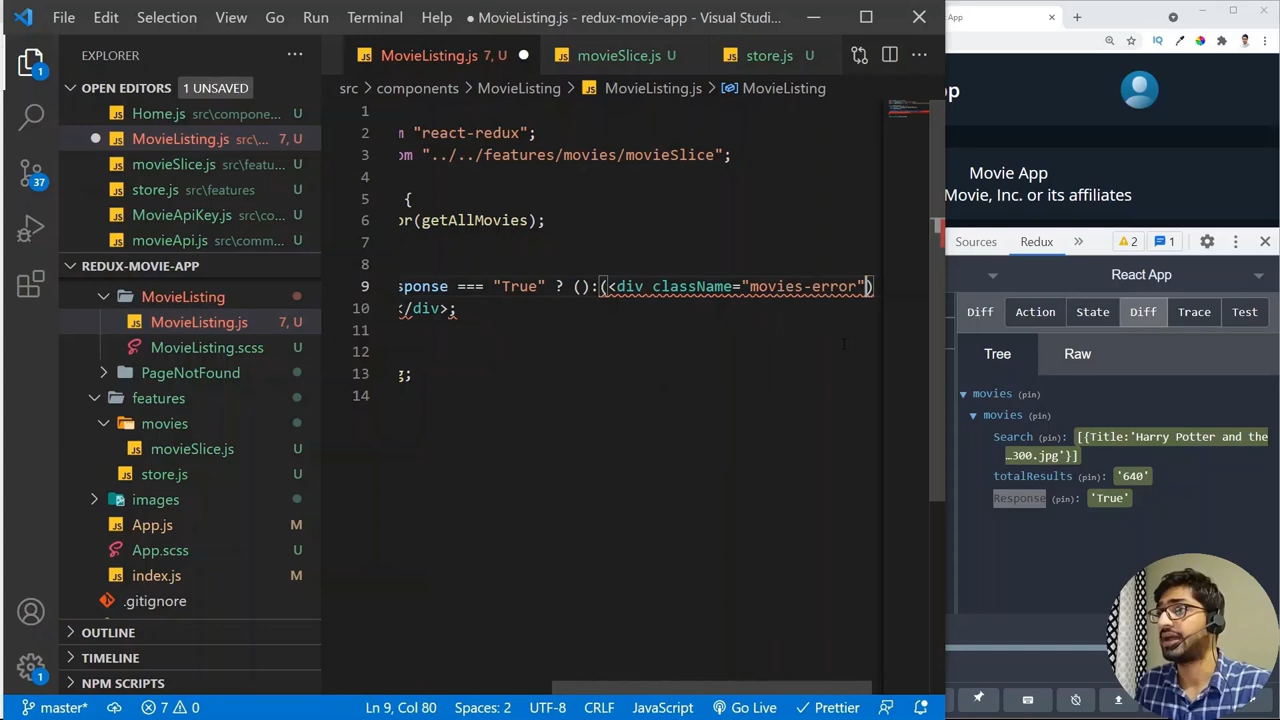 File Edit Selection View Go Run Terminal Help ● MovieListing.js - redux-movie-app - Visual Studi...
App
EXPLORER
MovieListing.js 7, U
movieSlice.js U
store.js U
src > components > MovieListing > JS MovieListing.js > MovieListing
OPEN EDITORS 1 UNSAVED
Home.js src\compone...
MovieListing.js src\... 7, U
movieSlice.js src\featu... U
store.js src\features U
MovieApiKey.js src\co... U
movieApi.js src\comm... U
REDUX-MOVIE-APP
MovieListing
MovieListing.js 7, U
MovieListing.scss U
PageNotFound
features
movies
movieSlice.js U
store.js U
images
App.js M
App.scss U
index.js M
.gitignore
OUTLINE
TIMELINE
NPM SCRIPTS
1
2 m "react-redux";
3 om "../../features/movies/movieSlice";
4
5 {
6 or(getAllMovies);
7
8
9 sponse === "True" ? ():(<div className="movies-error")
10 </div>;
11
12
13 g;
14
pp
Movie App
Movie, Inc. or its affiliates
Sources Redux » 2 1
React App
Diff Action State Diff Trace Test
Tree Raw
movies (pin)
movies (pin)
Search (pin): [{Title:'Harry Potter and the
…300.jpg'}]
totalResults (pin): '640'
Response (pin): 'True'
1
37
1
master* 7 0 Ln 9, Col 80 Spaces: 2 UTF-8 CRLF JavaScript Go Live Prettier